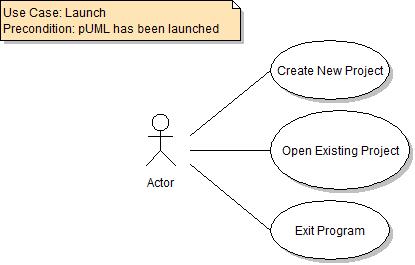 Use Case: Launch
Precondition: pUML has been launched
Create New Project
Open Existing Project
Actor
Exit Program